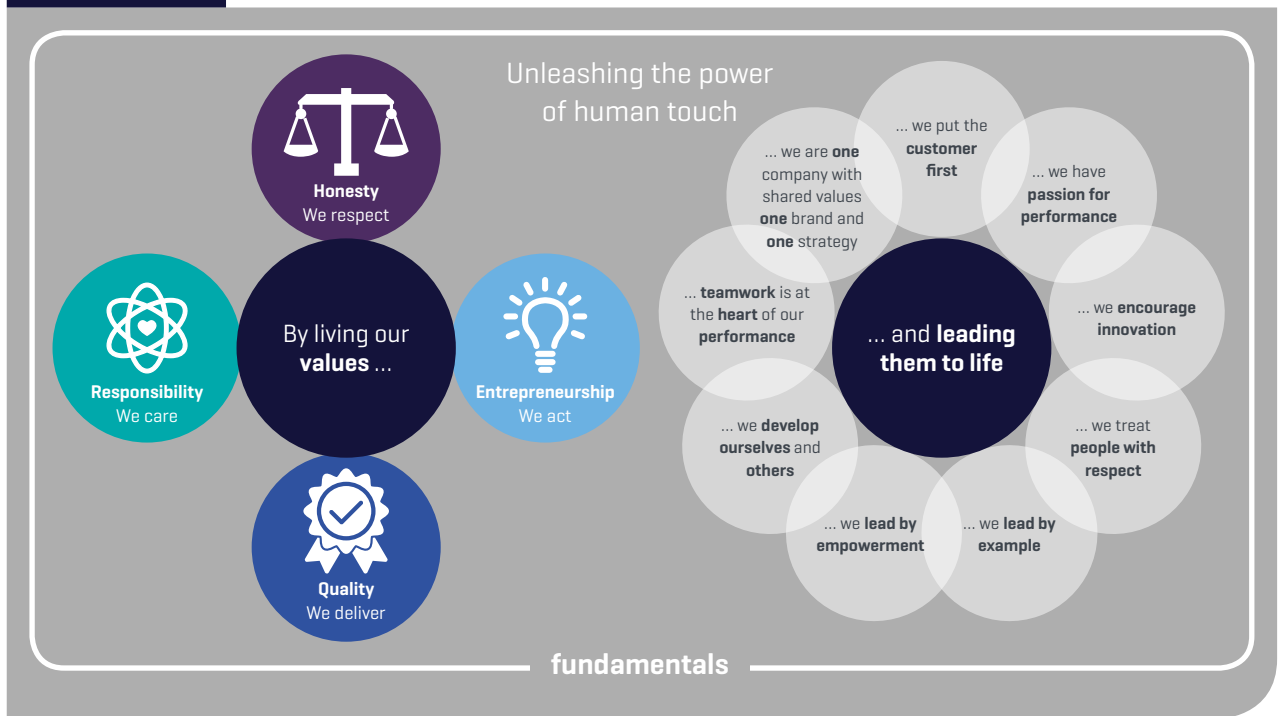 Unleashing the power
of human touch
Honesty
We respect
Responsibility
We care
By living our
values ...
Entrepreneurship
We act
Quality
We deliver
... and leading
them to life
... we put the
customer
first
... we have
passion for
performance
... we encourage
innovation
... we treat
people with
respect
... we lead by
example
... we lead by
empowerment
... we develop
ourselves and
others
... teamwork is at
the heart of our
performance
... we are one
company with
shared values
one brand and
one strategy
fundamentals